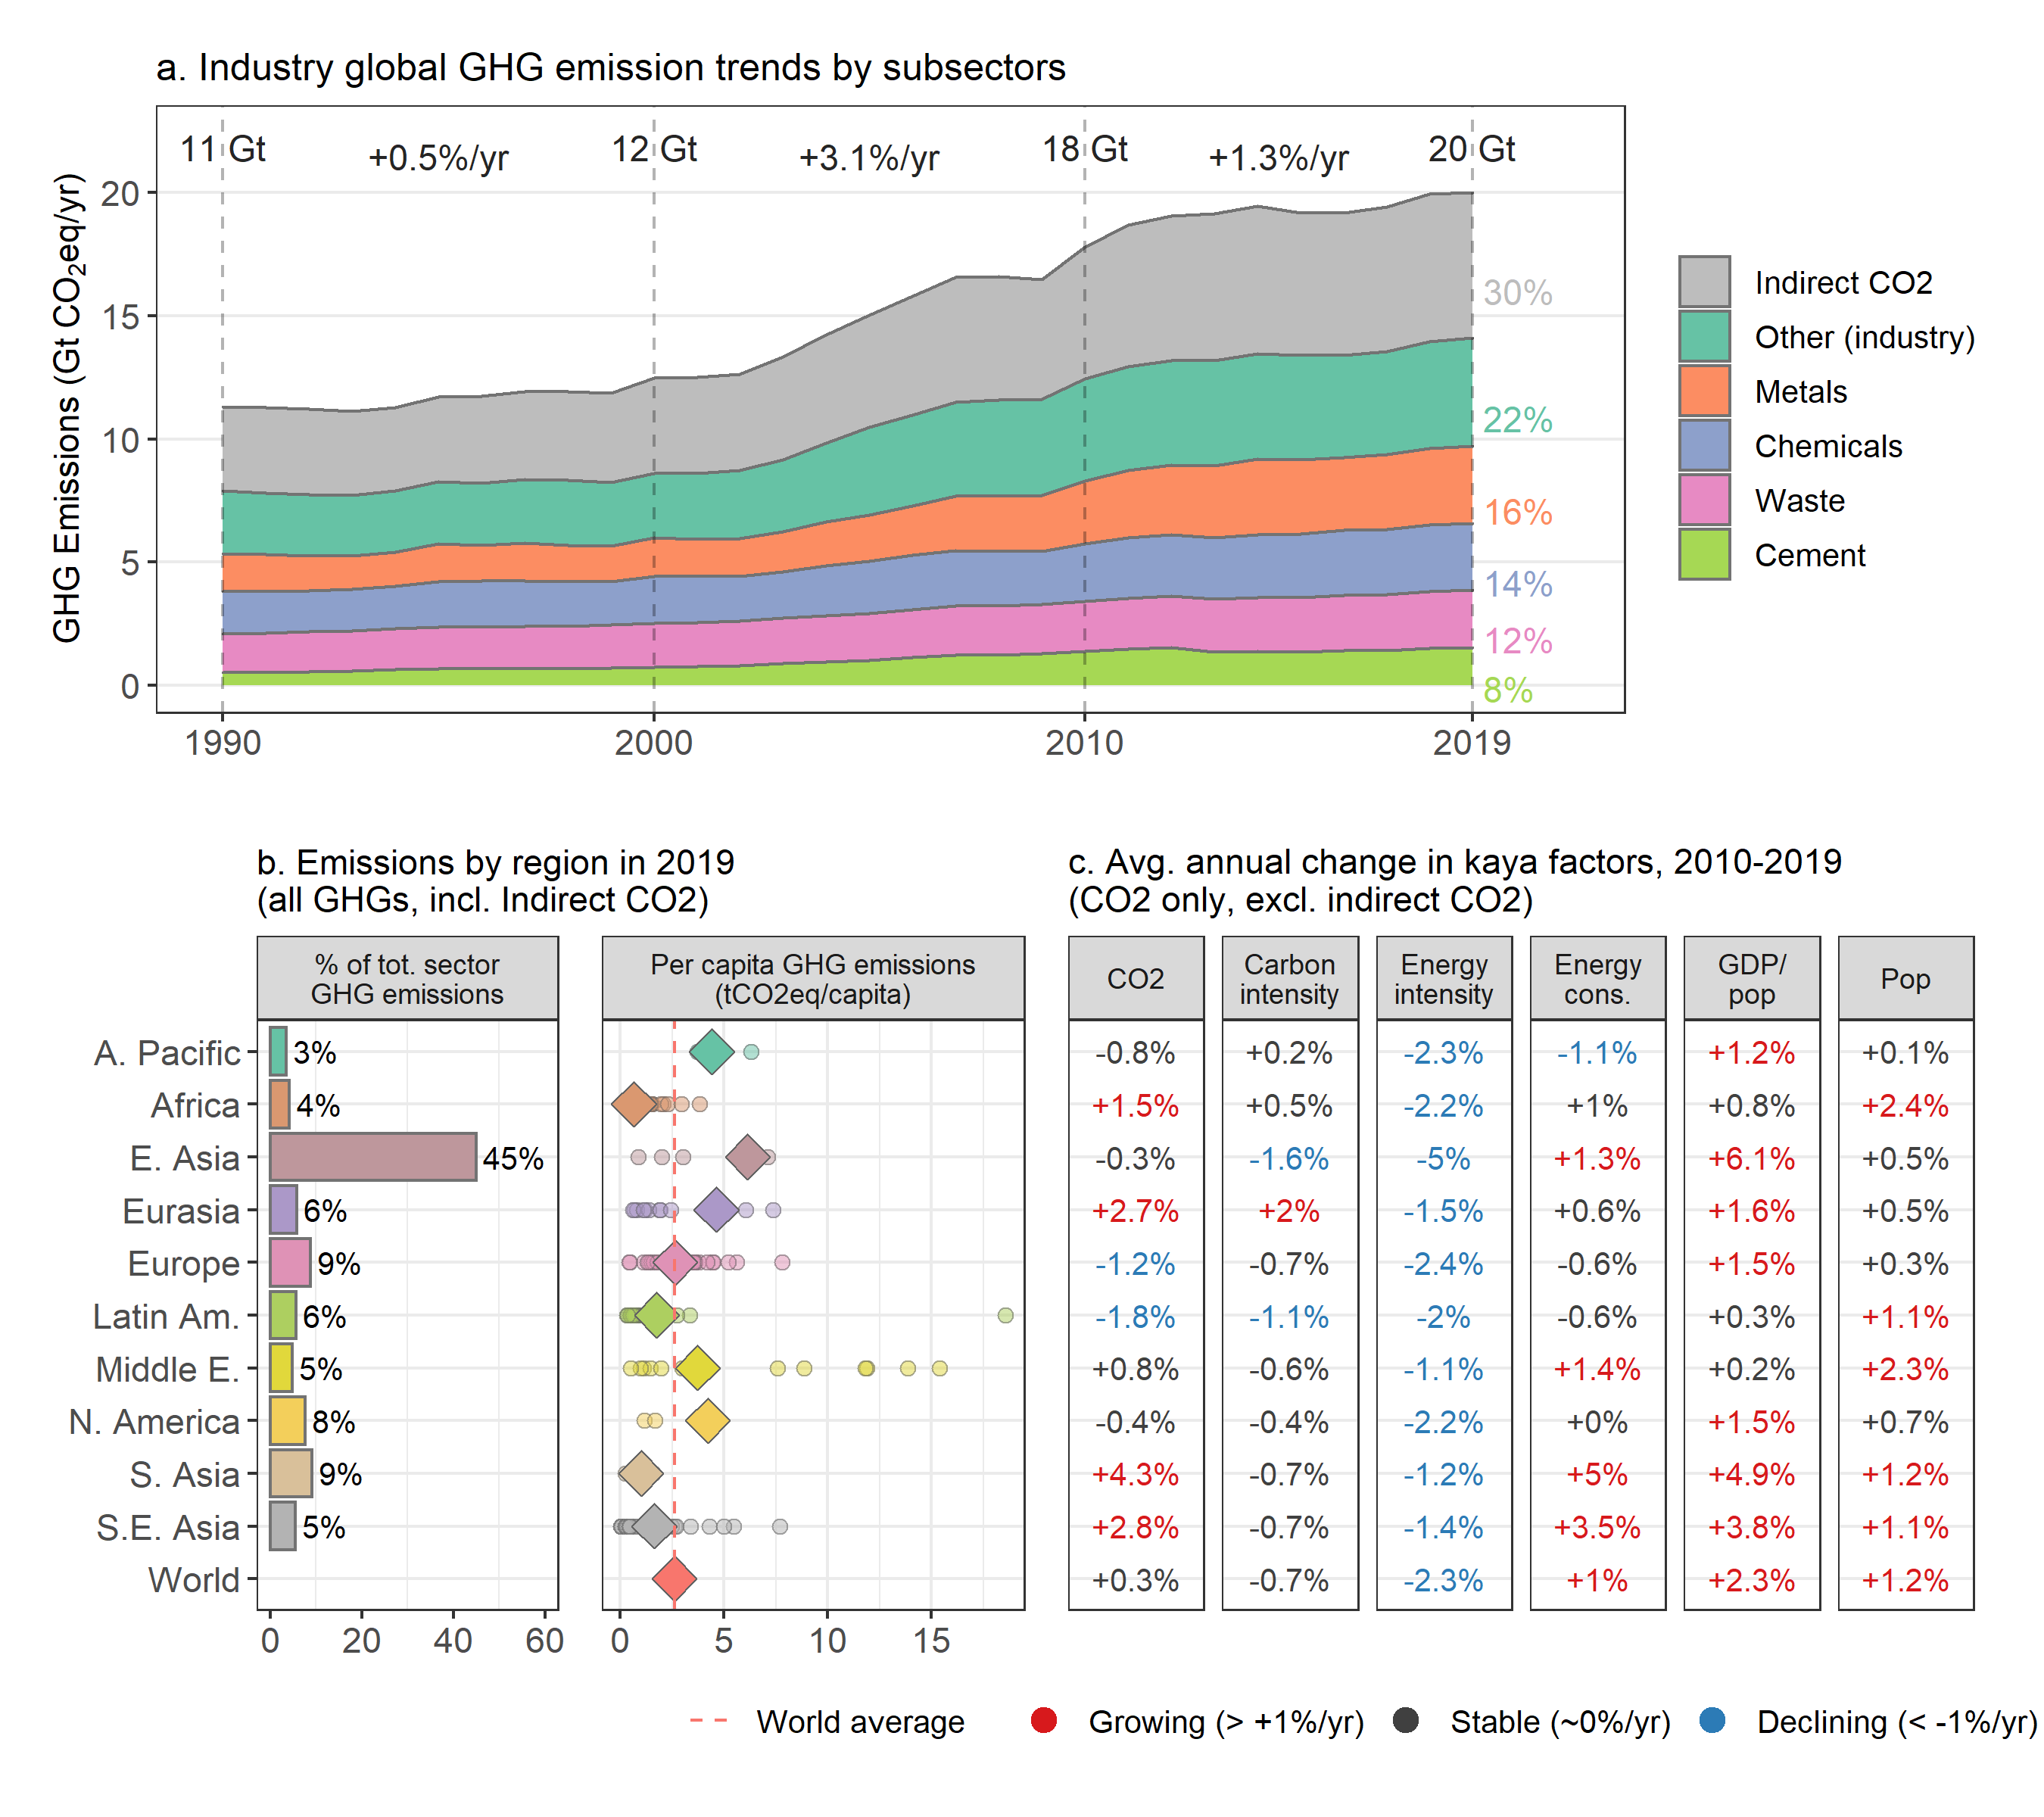 a. Industry global GHG emission trends by subsectors
11 Gt
+0.5%/yr
12 Gt
+3.1%/yr
18 Gt
+1.3%/yr
20 Gt
GHG Emissions (Gt CO₂eq/yr)
20
15
10
5
0
30%
22%
16%
14%
12%
8%
1990
2000
2010
2019
Indirect CO2
Other (industry)
Metals
Chemicals
Waste
Cement
b. Emissions by region in 2019
(all GHGs, incl. Indirect CO2)
% of tot. sector
GHG emissions
Per capita GHG emissions
(tCO2eq/capita)
A. Pacific
3%
Africa
4%
E. Asia
45%
Eurasia
6%
Europe
9%
Latin Am.
6%
Middle E.
5%
N. America
8%
S. Asia
9%
S.E. Asia
5%
World
0 20 40 60
0 5 10 15
c. Avg. annual change in kaya factors, 2010-2019
(CO2 only, excl. indirect CO2)
CO2
Carbon
intensity
Energy
intensity
Energy
cons.
GDP/
pop
Pop
-0.8% +0.2% -2.3% -1.1% +1.2% +0.1%
+1.5% +0.5% -2.2% +1% +0.8% +2.4%
-0.3% -1.6% -5% +1.3% +6.1% +0.5%
+2.7% +2% -1.5% +0.6% +1.6% +0.5%
-1.2% -0.7% -2.4% -0.6% +1.5% +0.3%
-1.8% -1.1% -2% -0.6% +0.3% +1.1%
+0.8% -0.6% -1.1% +1.4% +0.2% +2.3%
-0.4% -0.4% -2.2% +0% +1.5% +0.7%
+4.3% -0.7% -1.2% +5% +4.9% +1.2%
+2.8% -0.7% -1.4% +3.5% +3.8% +1.1%
+0.3% -0.7% -2.3% +1% +2.3% +1.2%
World average
Growing (> +1%/yr)
Stable (~0%/yr)
Declining (< -1%/yr)